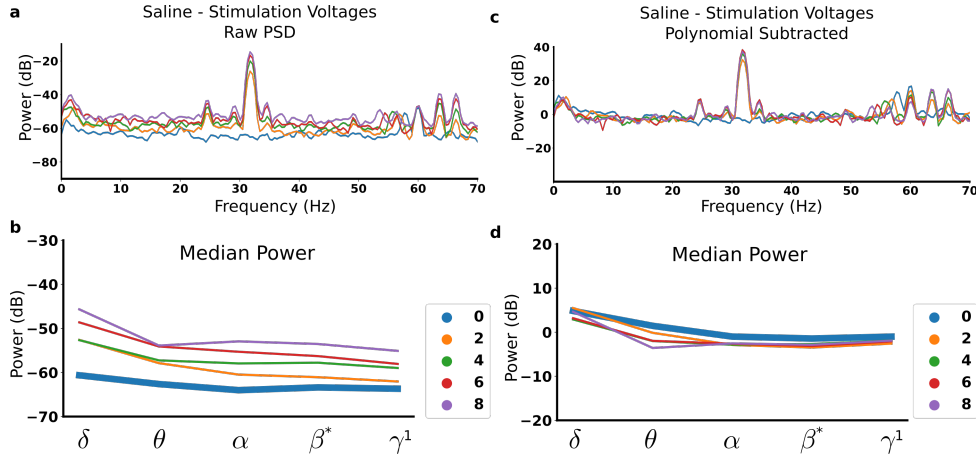 a
Saline - Stimulation Voltages
Raw PSD
Power (dB)
−20
−40
−60
−80
0 10 20 30 40 50 60 70
Frequency (Hz)
c
Saline - Stimulation Voltages
Polynomial Subtracted
Power (dB)
40
20
0
−20
0 10 20 30 40 50 60 70
Frequency (Hz)
b
Median Power
Power (dB)
−30
−40
−50
−60
−70
δ θ α β* γ¹
0
2
4
6
8
d
Median Power
Power (dB)
20
10
0
−10
−20
δ θ α β* γ¹
0
2
4
6
8